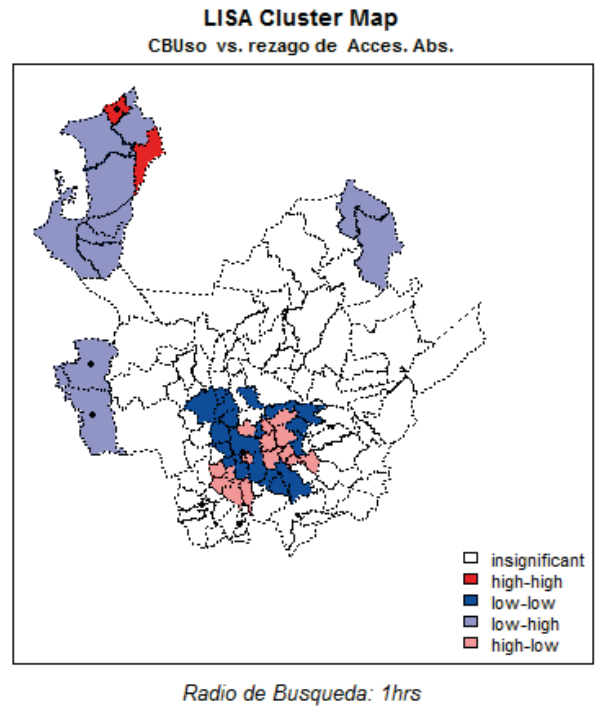 LISA Cluster Map
CBUso vs. rezago de Acces. Abs.
insignificant
high-high
low-low
low-high
high-low
Radio de Busqueda: 1hrs